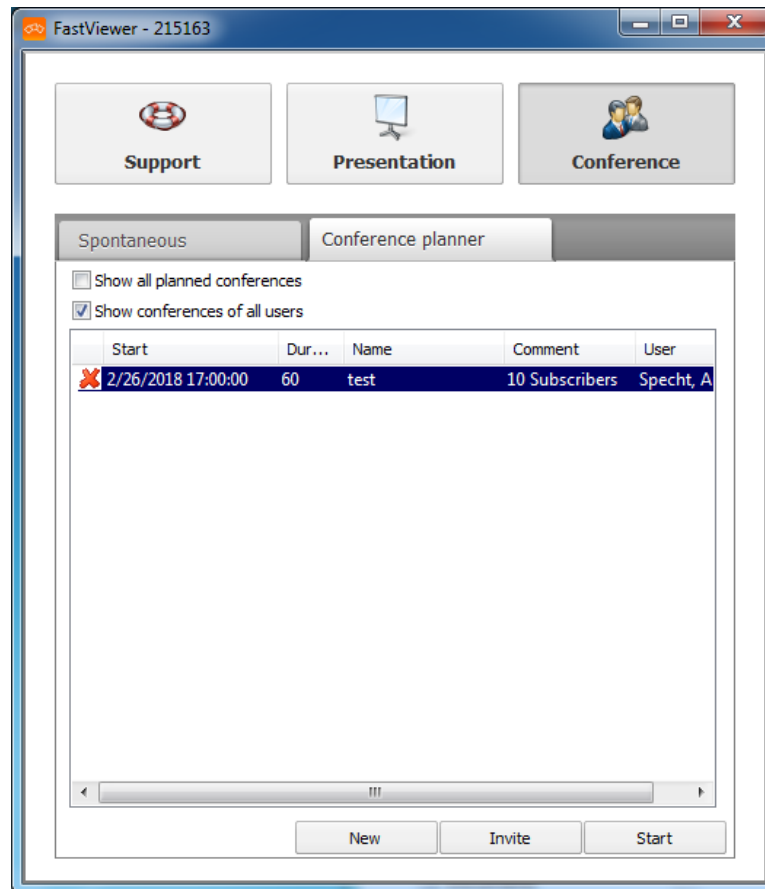 FastViewer - 215163
Support Presentation Conference
Spontaneous Conference planner
Show all planned conferences
Show conferences of all users
Start Dur... Name Comment User
2/26/2018 17:00:00 60 test 10 Subscribers Specht, A
New Invite Start